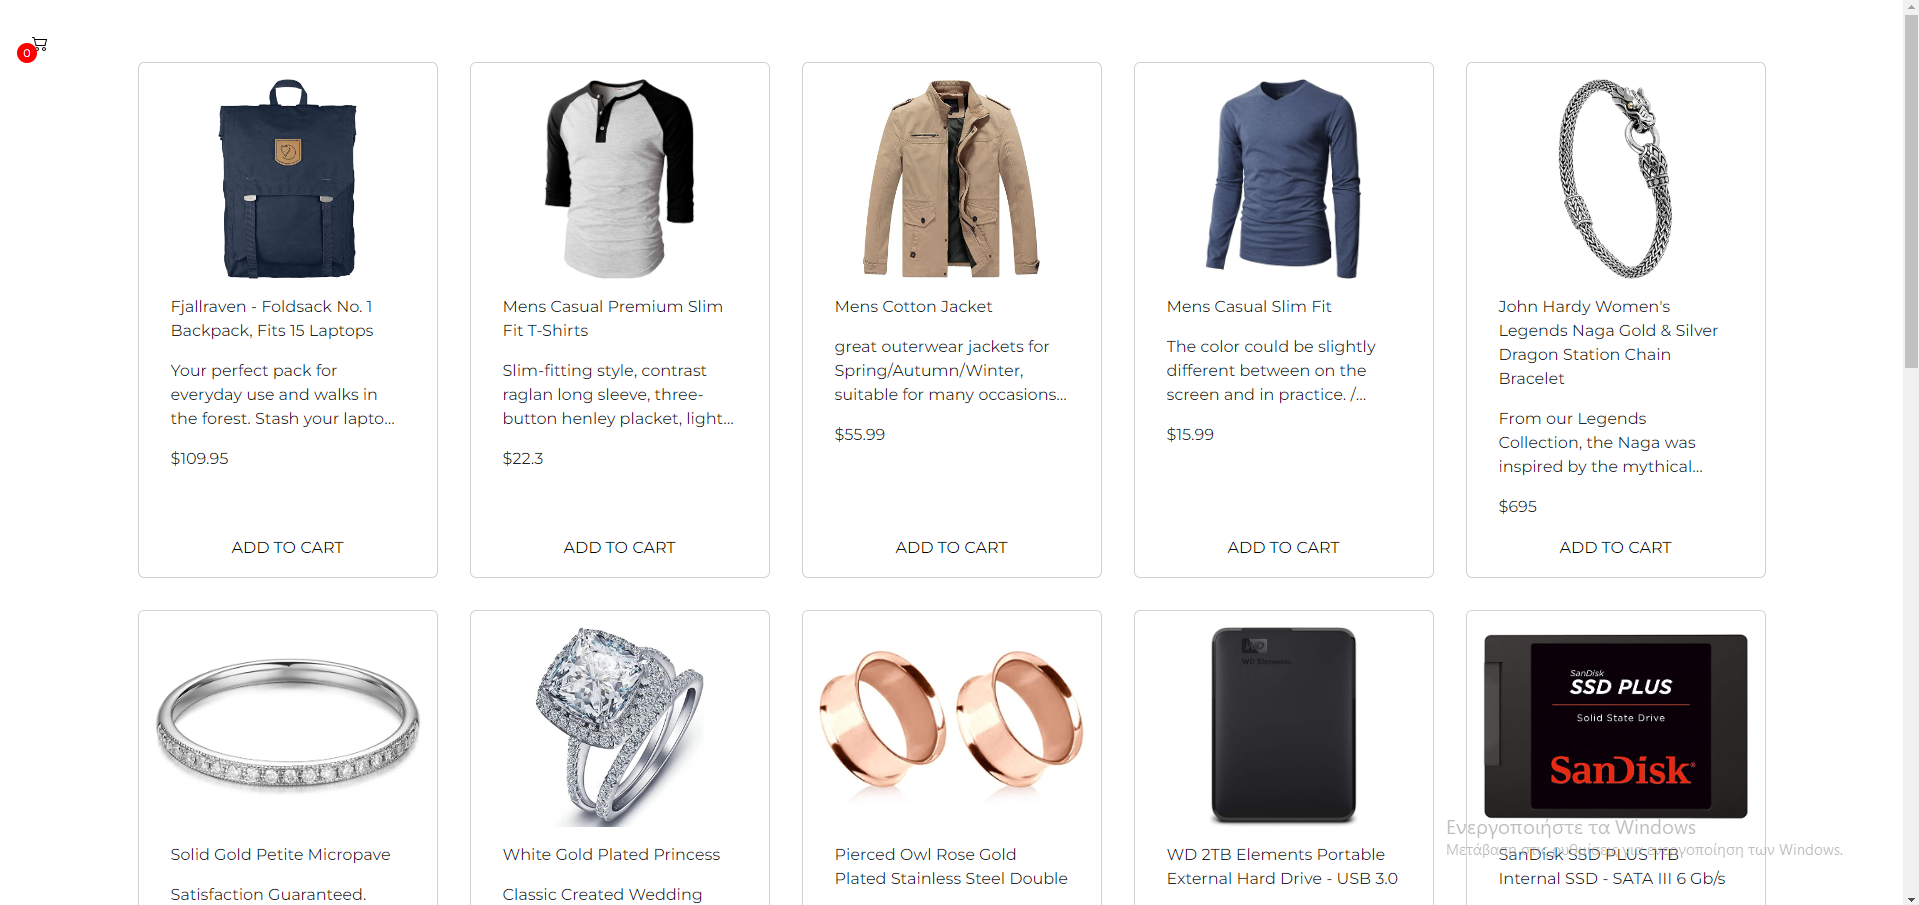 0
Fjallraven - Foldsack No. 1
Backpack, Fits 15 Laptops
Your perfect pack for
everyday use and walks in
the forest. Stash your lapto...
$109.95
ADD TO CART
Mens Casual Premium Slim
Fit T-Shirts
Slim-fitting style, contrast
raglan long sleeve, three-
button henley placket, light...
$22.3
ADD TO CART
Mens Cotton Jacket
great outerwear jackets for
Spring/Autumn/Winter,
suitable for many occasions...
$55.99
ADD TO CART
Mens Casual Slim Fit
The color could be slightly
different between on the
screen and in practice. /...
$15.99
ADD TO CART
John Hardy Women's
Legends Naga Gold & Silver
Dragon Station Chain
Bracelet
From our Legends
Collection, the Naga was
inspired by the mythical...
$695
ADD TO CART
Solid Gold Petite Micropave
Satisfaction Guaranteed.
White Gold Plated Princess
Classic Created Wedding
Pierced Owl Rose Gold
Plated Stainless Steel Double
WD
WD Elements
WD 2TB Elements Portable
External Hard Drive - USB 3.0
SanDisk
SSD PLUS
Solid State Drive
SanDisk
SanDisk SSD PLUS 1TB
Internal SSD - SATA III 6 Gb/s
Ενεργοποιήστε τα Windows
Μετάβαση στις ρυθμίσεις για ενεργοποίηση των Windows.